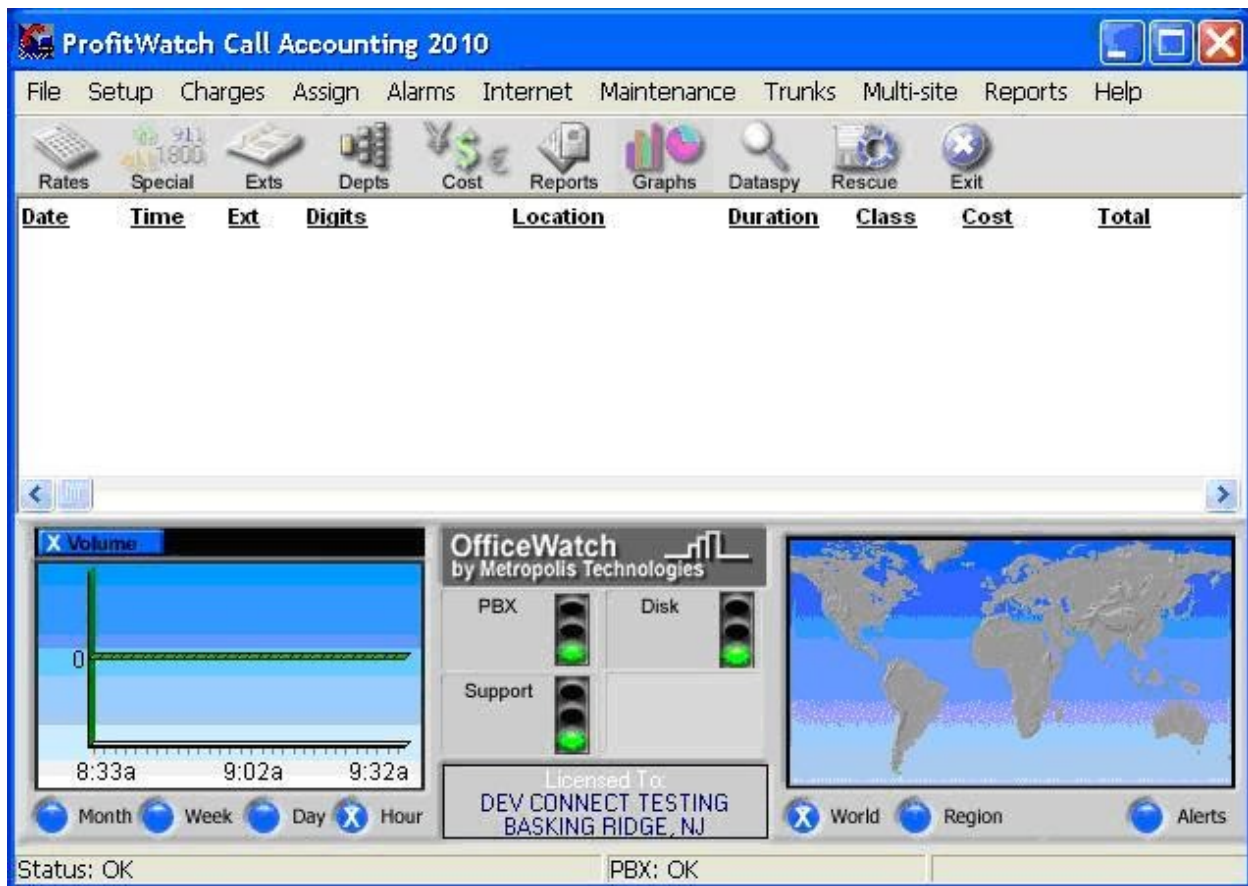 ProfitWatch Call Accounting 2010
File Setup Charges Assign Alarms Internet Maintenance Trunks Multi-site Reports Help
911
1800
Rates Special Exts Depts Cost Reports Graphs Dataspy Rescue Exit
Date Time Ext Digits Location Duration Class Cost Total
X Volume
0
8:33a 9:02a 9:32a
Month Week Day X Hour
OfficeWatch
by Metropolis Technologies
PBX Disk
Support
Licensed To:
DEV CONNECT TESTING
BASKING RIDGE, NJ
X World Region Alerts
Status: OK PBX: OK